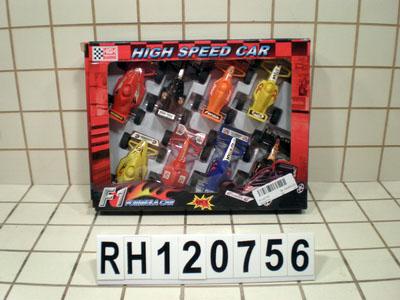 HIGH SPEED CAR
F1
FORMULA CAR
RH120756